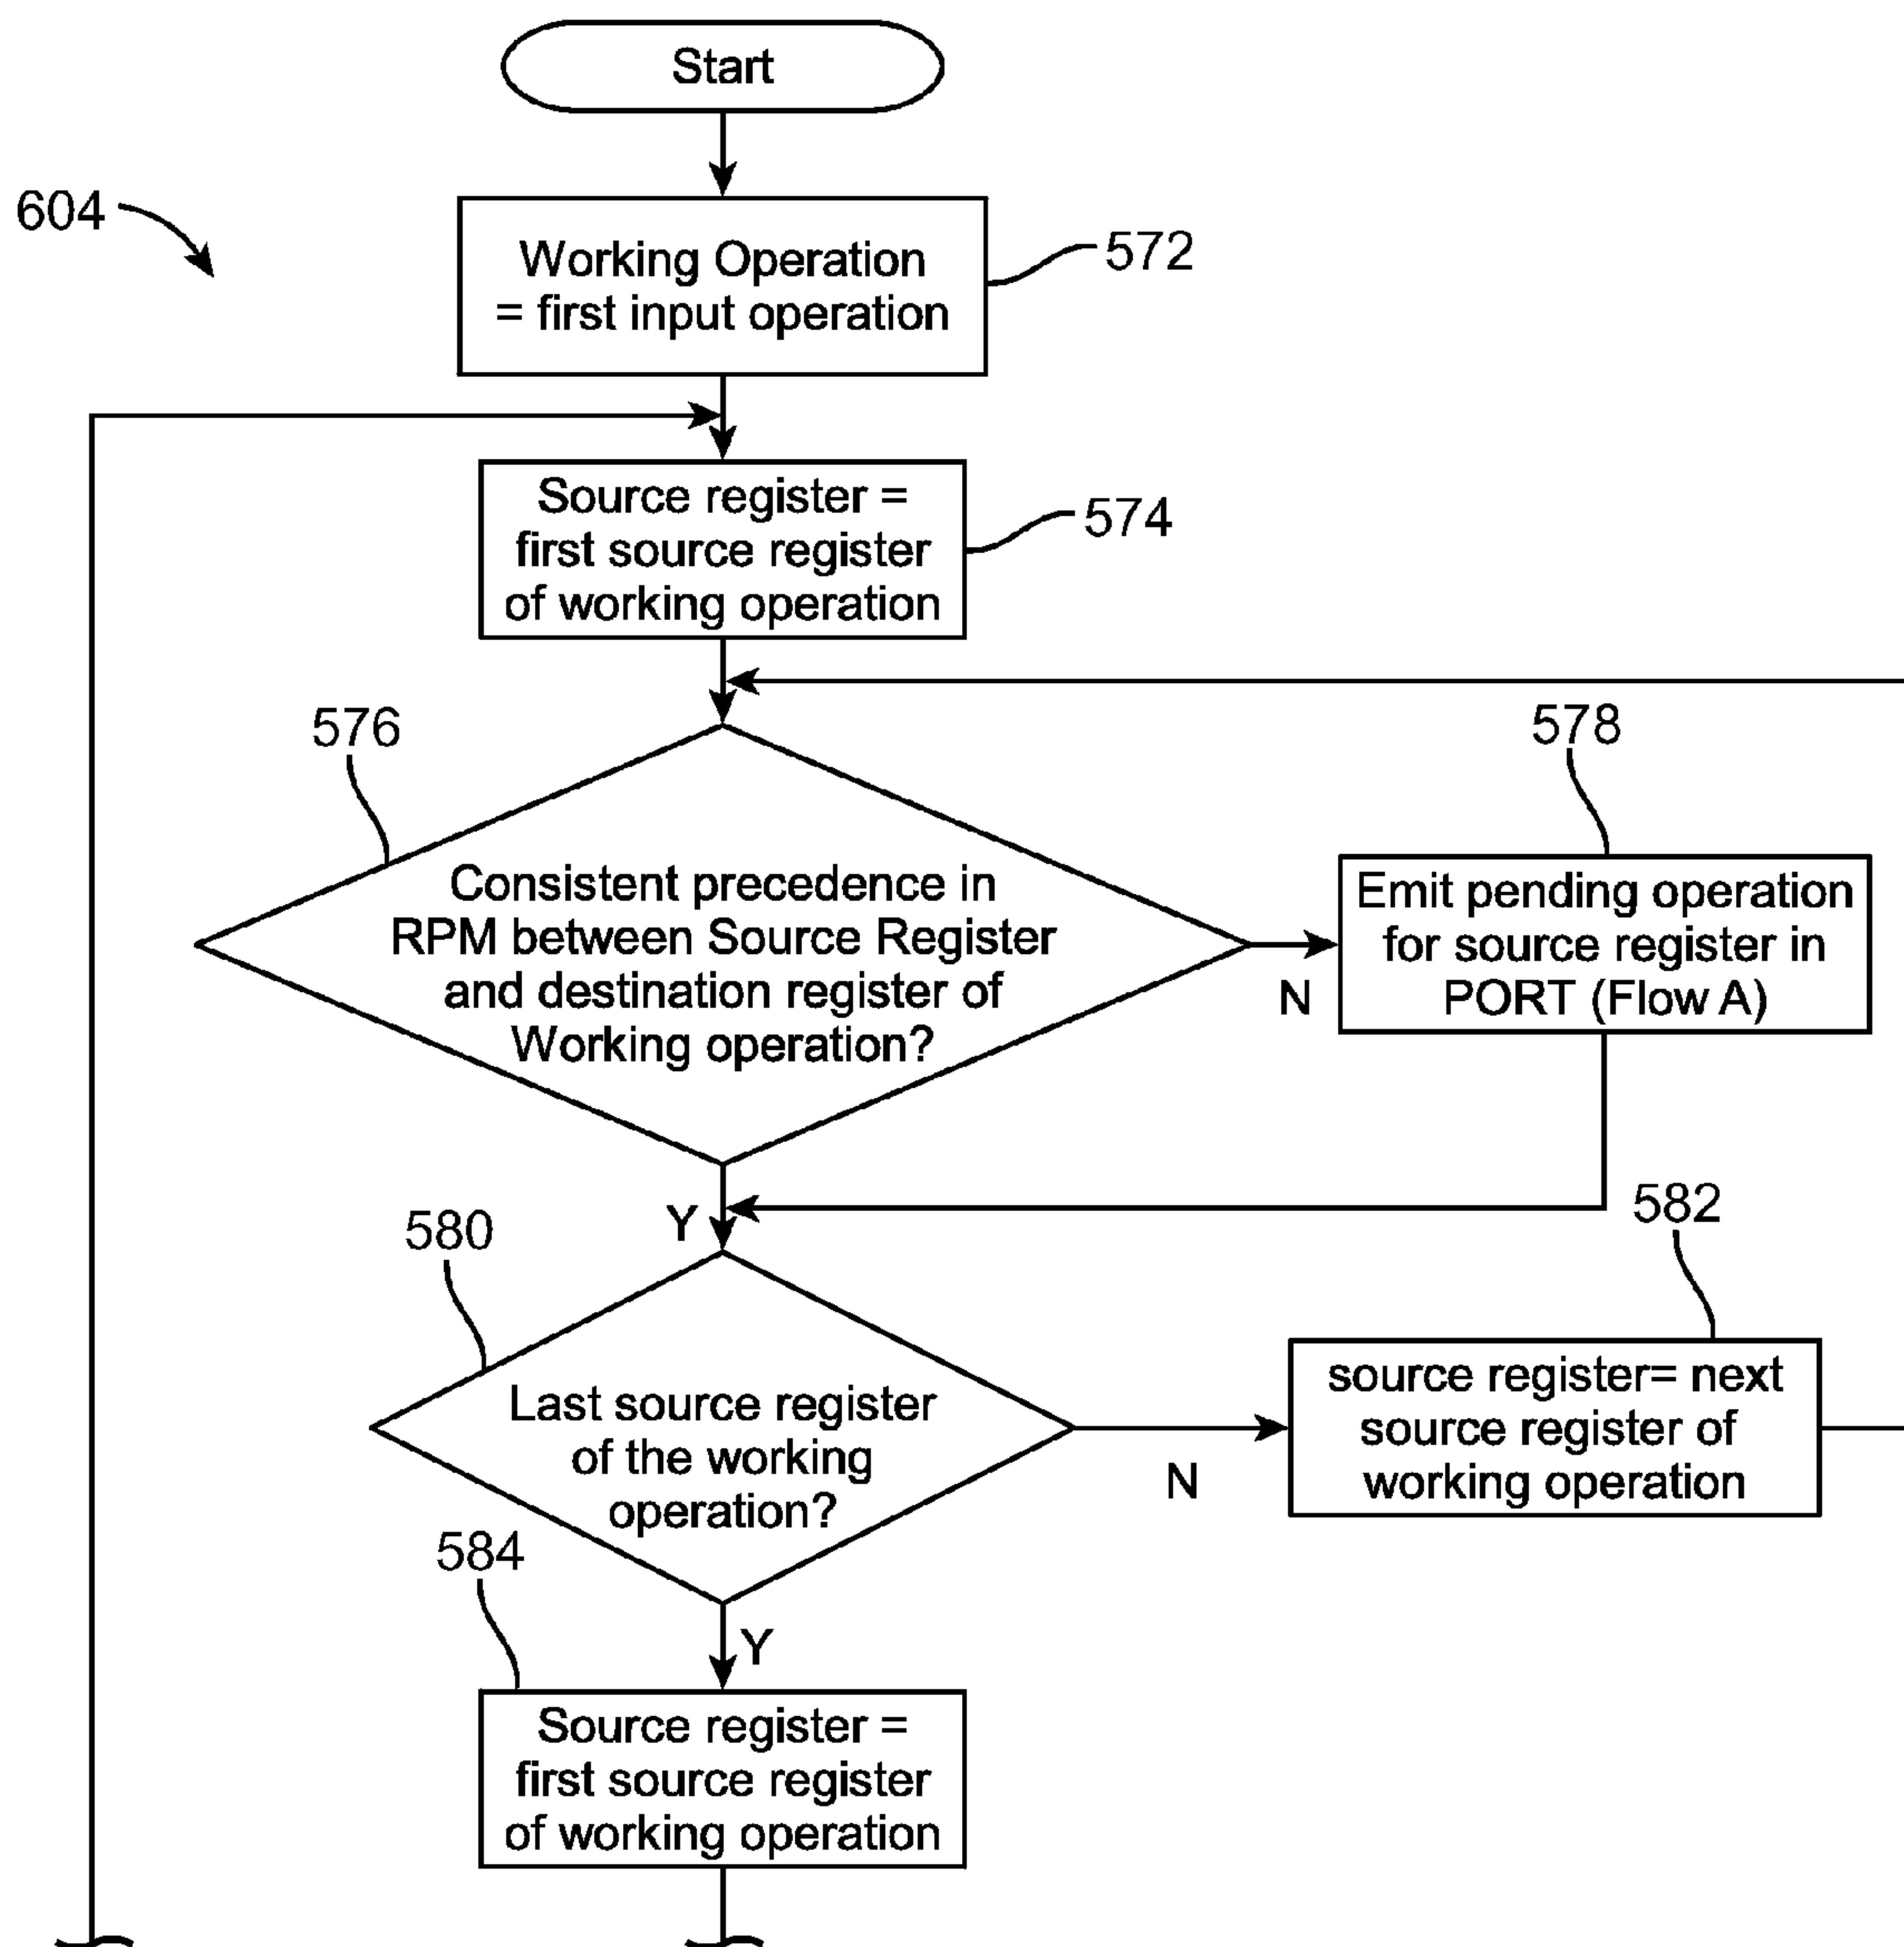 Start
604
Working Operation
= first input operation
572
Source register =
first source register
of working operation
574
576
Consistent precedence in
RPM between Source Register
and destination register of
Working operation?
N
578
Emit pending operation
for source register in
PORT (Flow A)
Y
580
Last source register
of the working
operation?
N
582
source register= next
source register of
working operation
584
Y
Source register =
first source register
of working operation